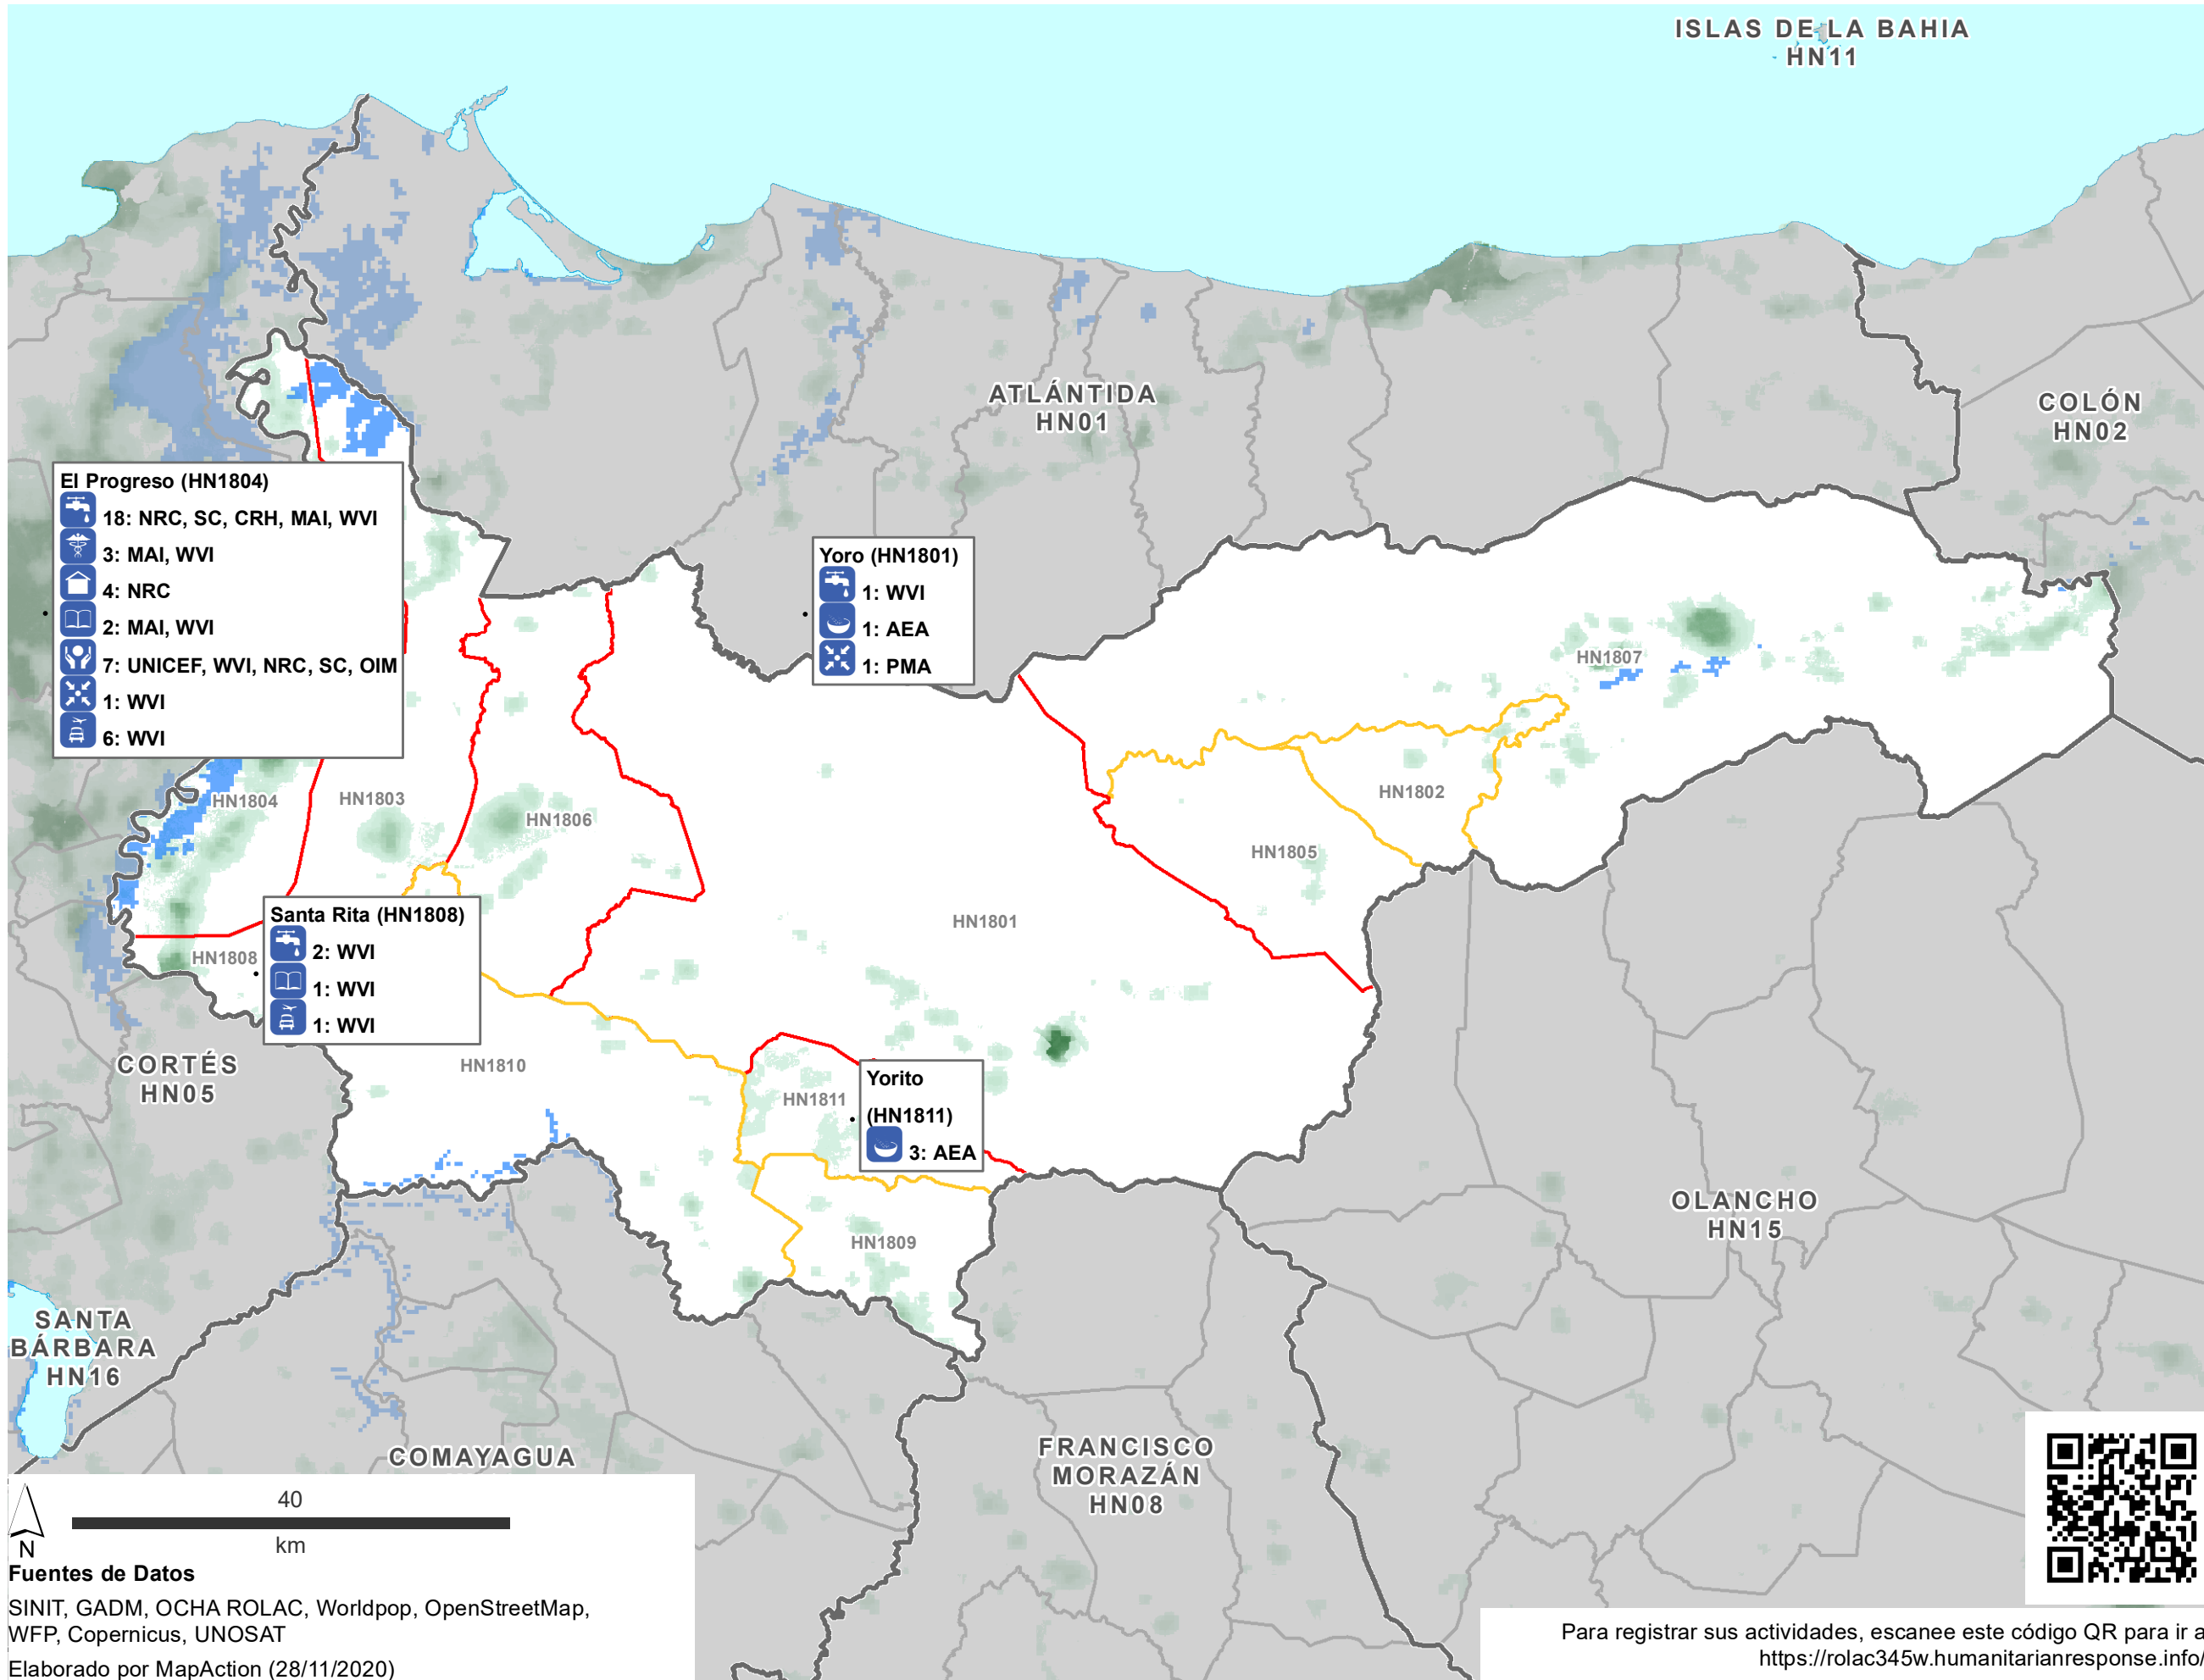 ISLAS DE LA BAHIA
HN11
ATLÁNTIDA
HN01
COLÓN
HN02
El Progreso (HN1804)
18: NRC, SC, CRH, MAI, WVI
3: MAI, WVI
4: NRC
2: MAI, WVI
7: UNICEF, WVI, NRC, SC, OIM
1: WVI
6: WVI
Yoro (HN1801)
1: WVI
1: AEA
1: PMA
HN1807
HN1804
HN1803
HN1806
HN1802
HN1805
HN1801
Santa Rita (HN1808)
2: WVI
1: WVI
1: WVI
HN1808
CORTÉS
HN05
HN1810
HN1811
Yorito
(HN1811)
3: AEA
HN1809
OLANCHO
HN15
SANTA
BÁRBARA
HN16
COMAYAGUA
FRANCISCO
MORAZÁN
HN08
40
km
N
Fuentes de Datos
SINIT, GADM, OCHA ROLAC, Worldpop, OpenStreetMap,
WFP, Copernicus, UNOSAT
Elaborado por MapAction (28/11/2020)
Para registrar sus actividades, escanee este código QR para ir a
https://rolac345w.humanitarianresponse.info/